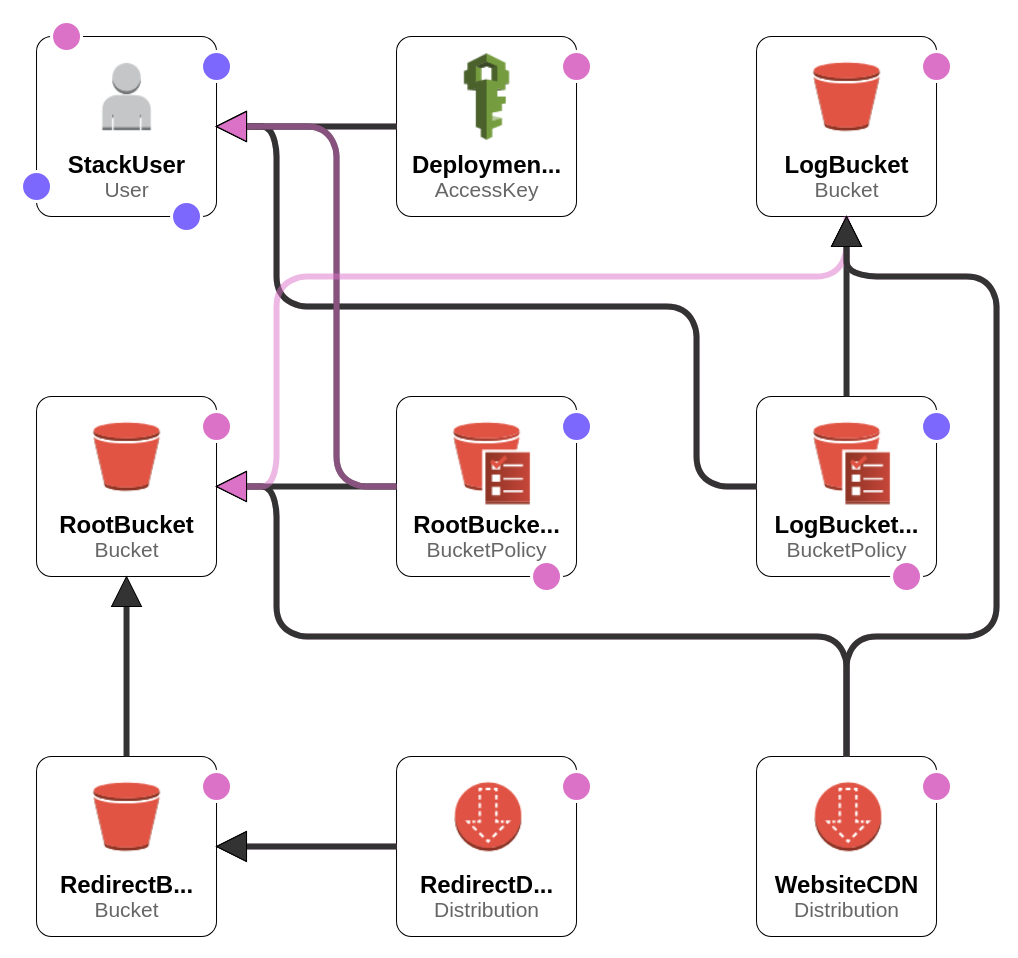 StackUser
User
Deploymen...
AccessKey
LogBucket
Bucket
RootBucket
Bucket
RootBucke...
BucketPolicy
LogBucket...
BucketPolicy
RedirectB...
Bucket
RedirectD...
Distribution
WebsiteCDN
Distribution